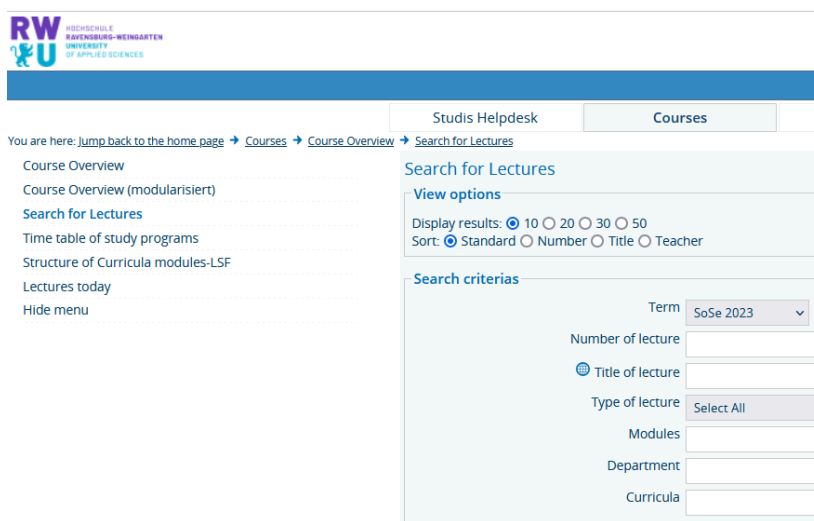 RW
U
HOCHSCHULE
RAVENSBURG-WEINGARTEN
UNIVERSITY
OF APPLIED SCIENCES
Studis Helpdesk
Courses
You are here: Jump back to the home page → Courses → Course Overview → Search for Lectures
Course Overview
Course Overview (modularisiert)
Search for Lectures
Time table of study programs
Structure of Curricula modules-LSF
Lectures today
Hide menu
Search for Lectures
View options
Display results: 10 20 30 50
Sort: Standard Number Title Teacher
Search criterias
Term SoSe 2023
Number of lecture
Title of lecture
Type of lecture Select All
Modules
Department
Curricula